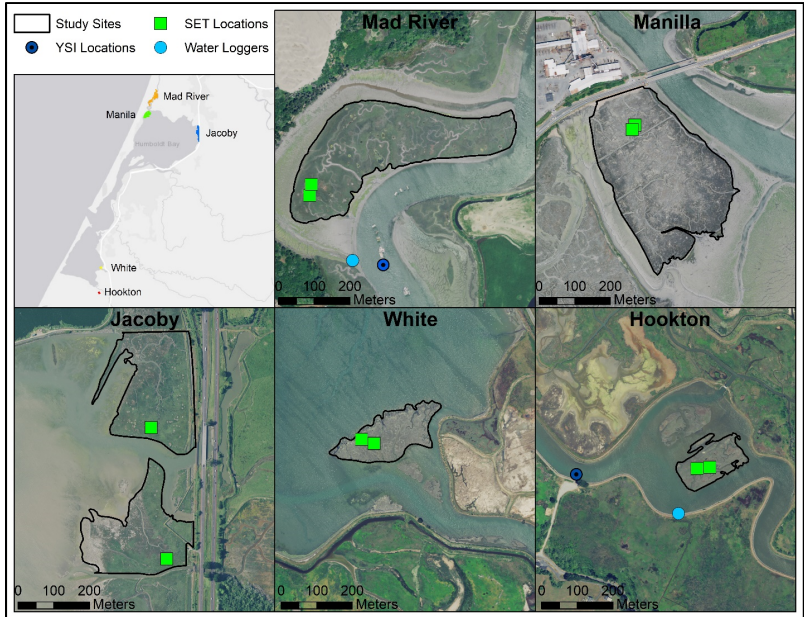 Study Sites
SET Locations
YSI Locations
Water Loggers
Mad River
Manila
Jacoby
Humboldt Bay
White
Hookton
Mad River
0 100 200
Meters
Manilla
0 100 200
Meters
Jacoby
0 100 200
Meters
White
0 100 200
Meters
Hookton
0 100 200
Meters